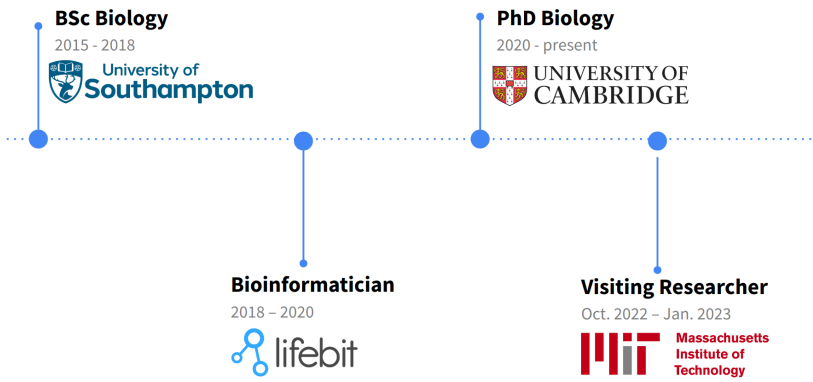 BSc Biology
2015 - 2018
University of
Southampton
PhD Biology
2020 - present
UNIVERSITY OF
CAMBRIDGE
Bioinformatician
2018 – 2020
lifebit
Visiting Researcher
Oct. 2022 – Jan. 2023
MIT
Massachusetts
Institute of
Technology